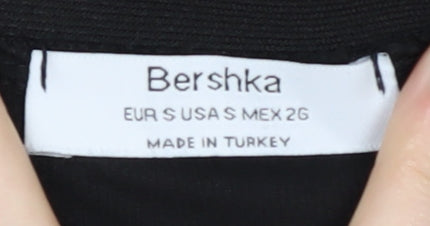 Bershka
EUR S USA S MEX 26
MADE IN TURKEY